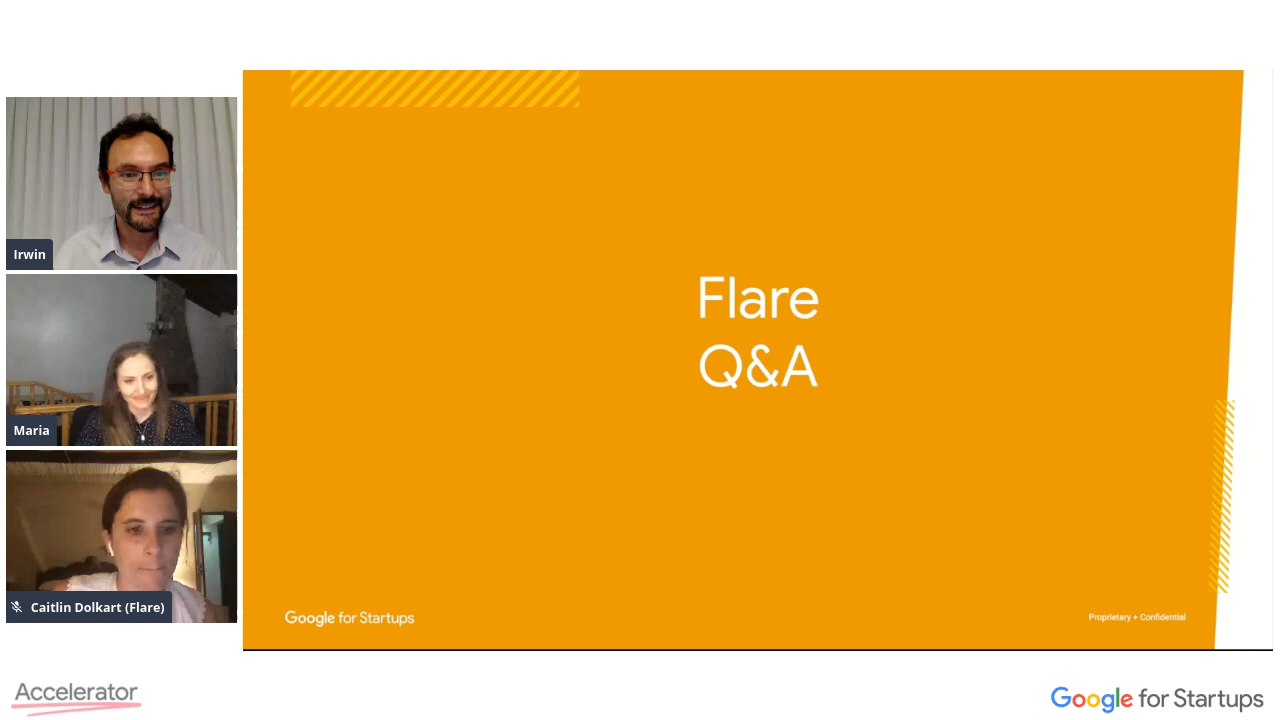 Irwin
Maria
Caitlin Dolkart (Flare)
Flare
Q&A
Google for Startups
Proprietary + Confidential
Accelerator
Google for Startups